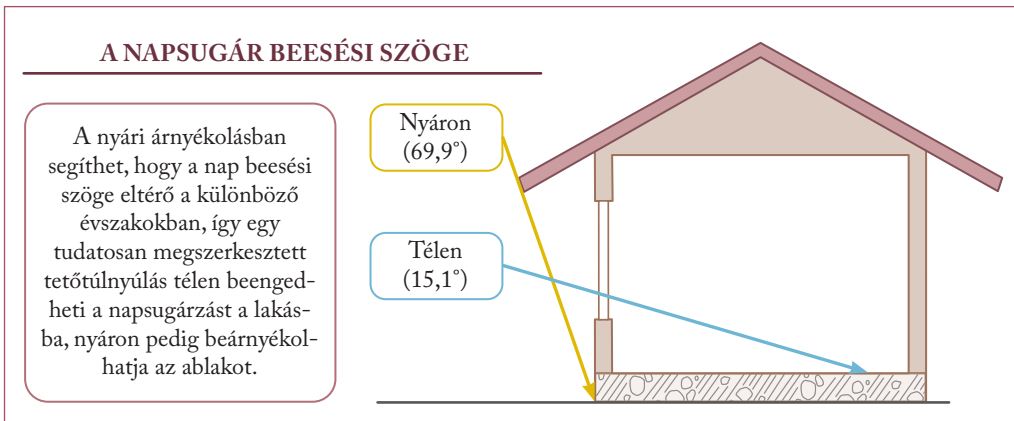 A NAPSUGÁR BEESÉSI SZÖGE
A nyári árnyékolásban
segíthet, hogy a nap beesési
szöge eltérő a különböző
évszakokban, így egy
tudatosan megszerkesztett
tetőtúlnyúlás télen beenged-
heti a napsugárzást a lakás-
ba, nyáron pedig beárnyékol-
hatja az ablakot.
Nyáron
(69,9°)
Télen
(15,1°)